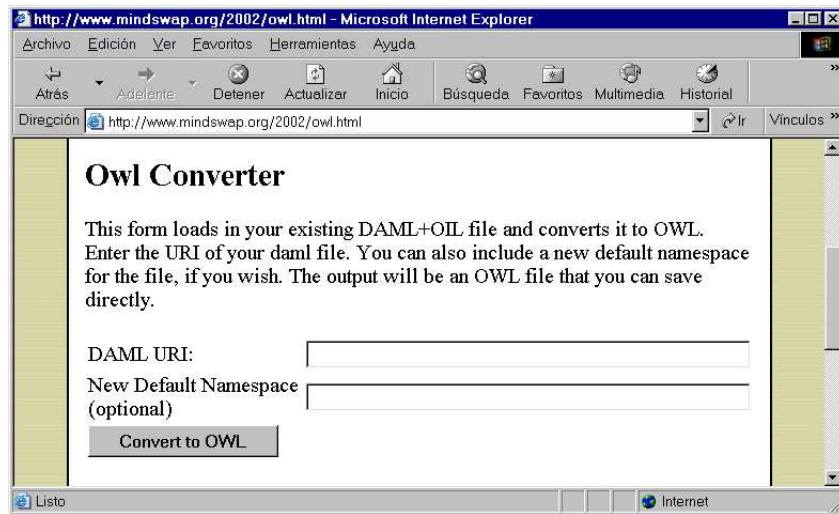 http://www.mindswap.org/2002/owl.html - Microsoft Internet Explorer
Archivo Edición Ver Favoritos Herramientas Ayuda
Atrás Adelante Detener Actualizar Inicio Búsqueda Favoritos Multimedia Historial »
Dirección http://www.mindswap.org/2002/owl.html Ir Vínculos »
Owl Converter
This form loads in your existing DAML+OIL file and converts it to OWL.
Enter the URI of your daml file. You can also include a new default namespace
for the file, if you wish. The output will be an OWL file that you can save
directly.
DAML URI:
New Default Namespace
(optional)
Convert to OWL
Listo Internet